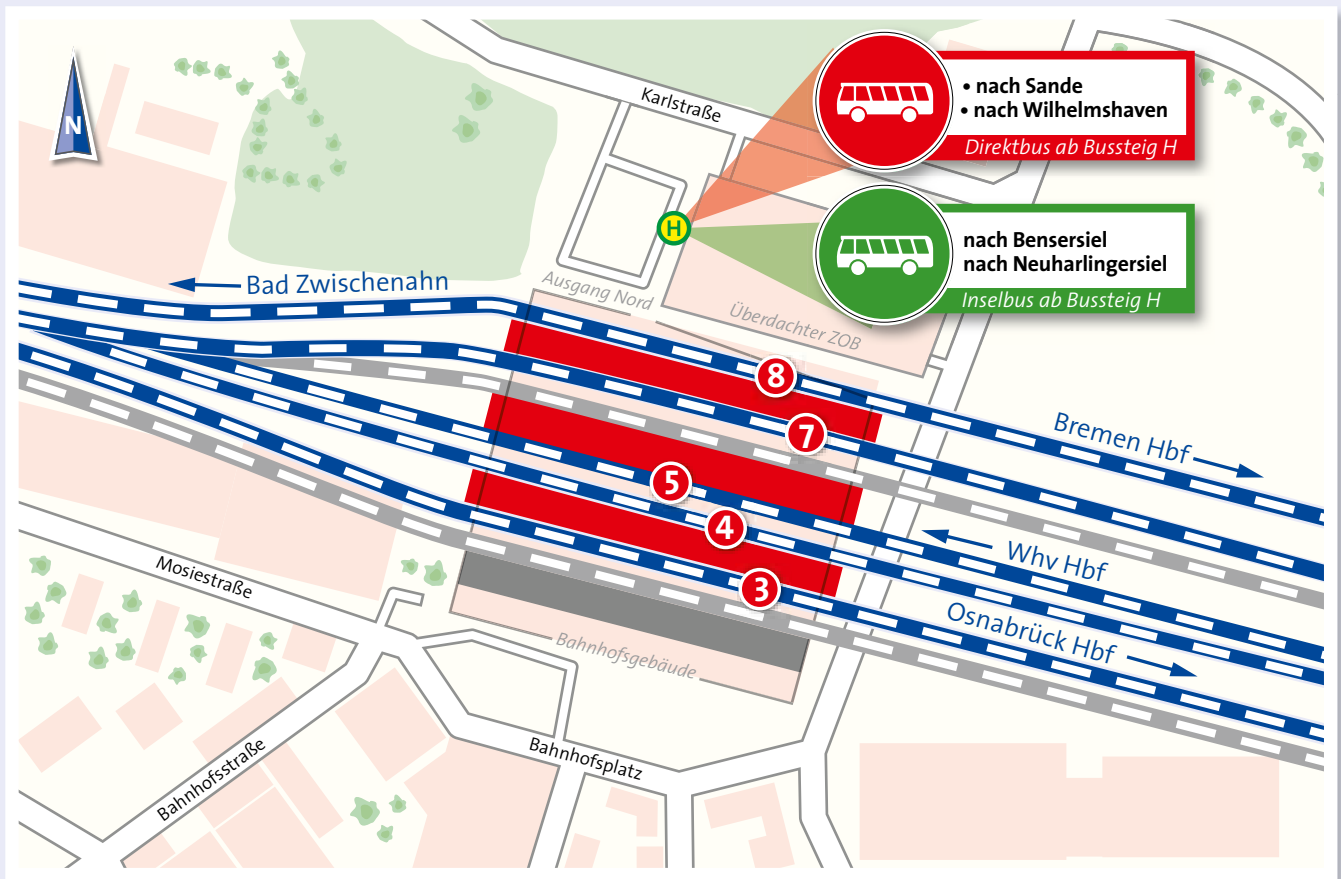 N
Karlstraße
• nach Sande
• nach Wilhelmshaven
Direktbus ab Bussteig H
H
nach Bensersiel
nach Neuharlingersiel
Inselbus ab Bussteig H
Bad Zwischenahn
Ausgang Nord
Überdachter ZOB
8
7
5
4
3
Bremen Hbf
Whv Hbf
Osnabrück Hbf
Mosiestraße
Bahnhofsgebäude
Bahnhofsplatz
Bahnhofsstraße